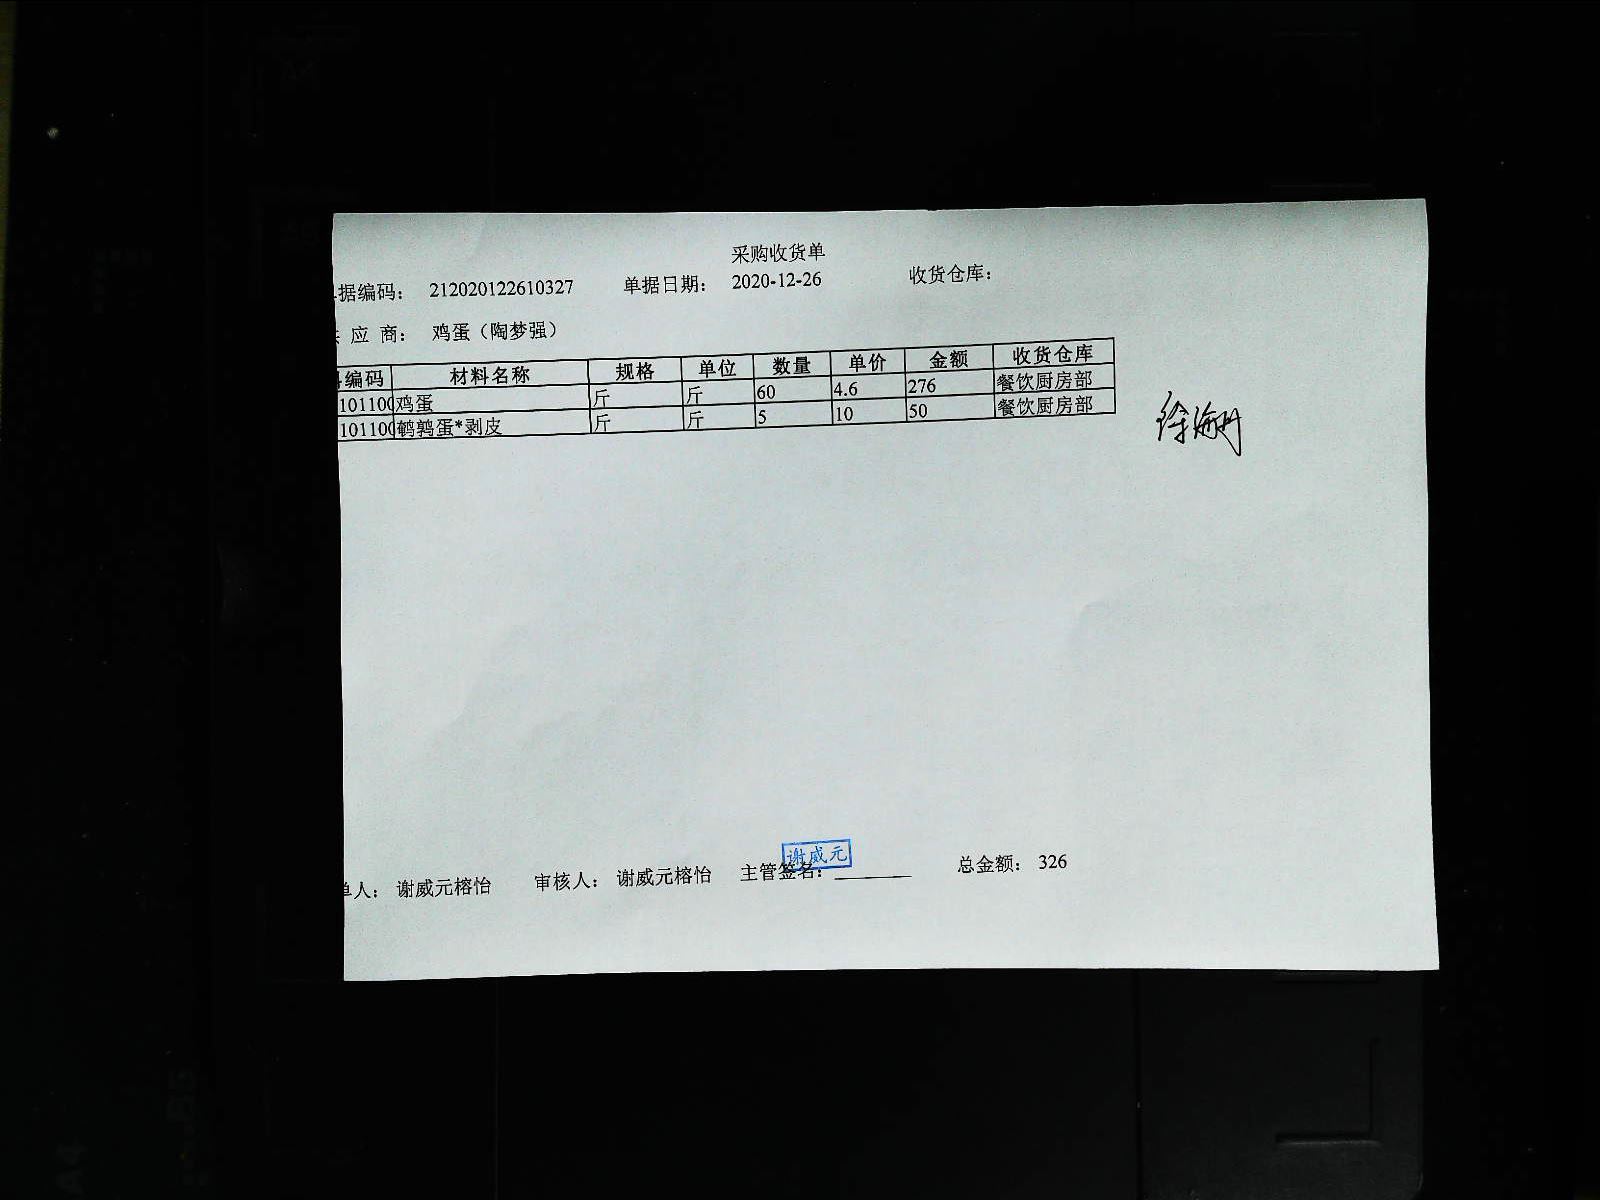 采购收货单
据编码： 212020122610327 单据日期： 2020-12-26 收货仓库：
应 商： 鸡蛋（陶梦强）
编码 材料名称 规格 单位 数量 单价 金额 收货仓库
101100 鸡蛋 斤 斤 60 4.6 276 餐饮厨房部
101100 鹌鹑蛋*剥皮 斤 斤 5 10 50 餐饮厨房部
谢威元
单人： 谢威元榕怡 审核人： 谢威元榕怡 主管签名： 总金额： 326